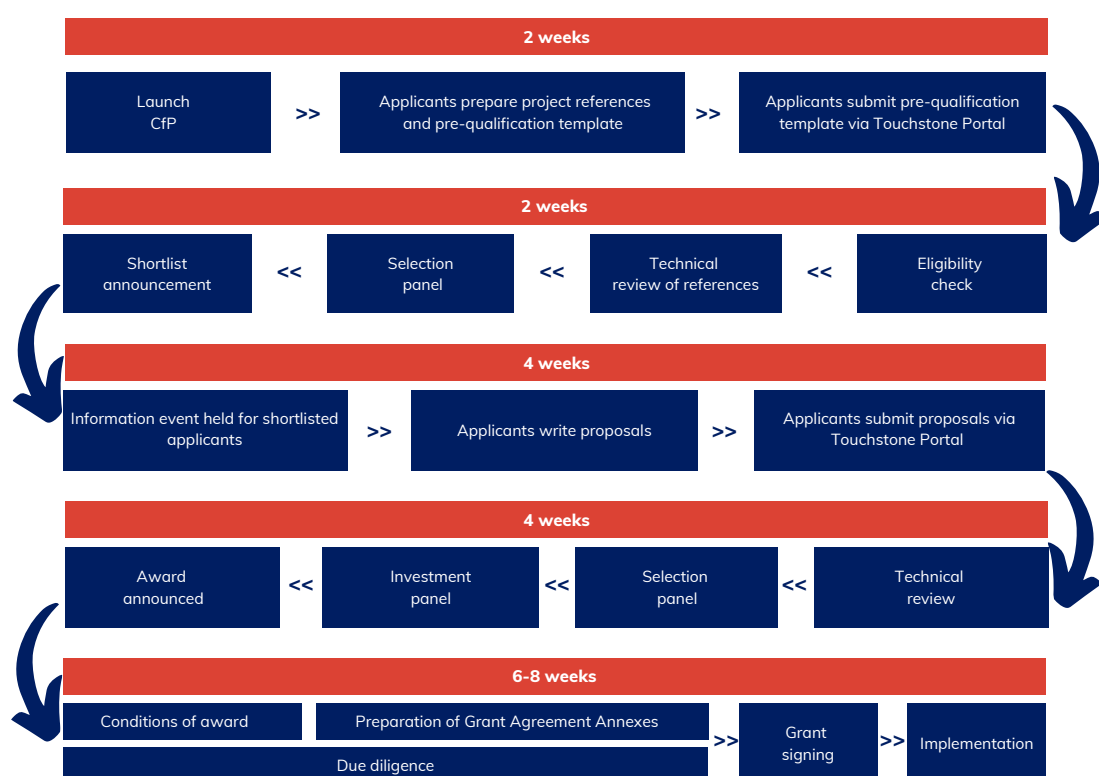 2 weeks
Launch
CfP
>>
Applicants prepare project references
and pre-qualification template
>>
Applicants submit pre-qualification
template via Touchstone Portal
2 weeks
Shortlist
announcement
<<
Selection
panel
<<
Technical
review of references
<<
Eligibility
check
4 weeks
Information event held for shortlisted
applicants
>>
Applicants write proposals
>>
Applicants submit proposals via
Touchstone Portal
4 weeks
Award
announced
<<
Investment
panel
<<
Selection
panel
<<
Technical
review
6-8 weeks
Conditions of award
Preparation of Grant Agreement Annexes
Due diligence
>>
Grant
signing
>>
Implementation